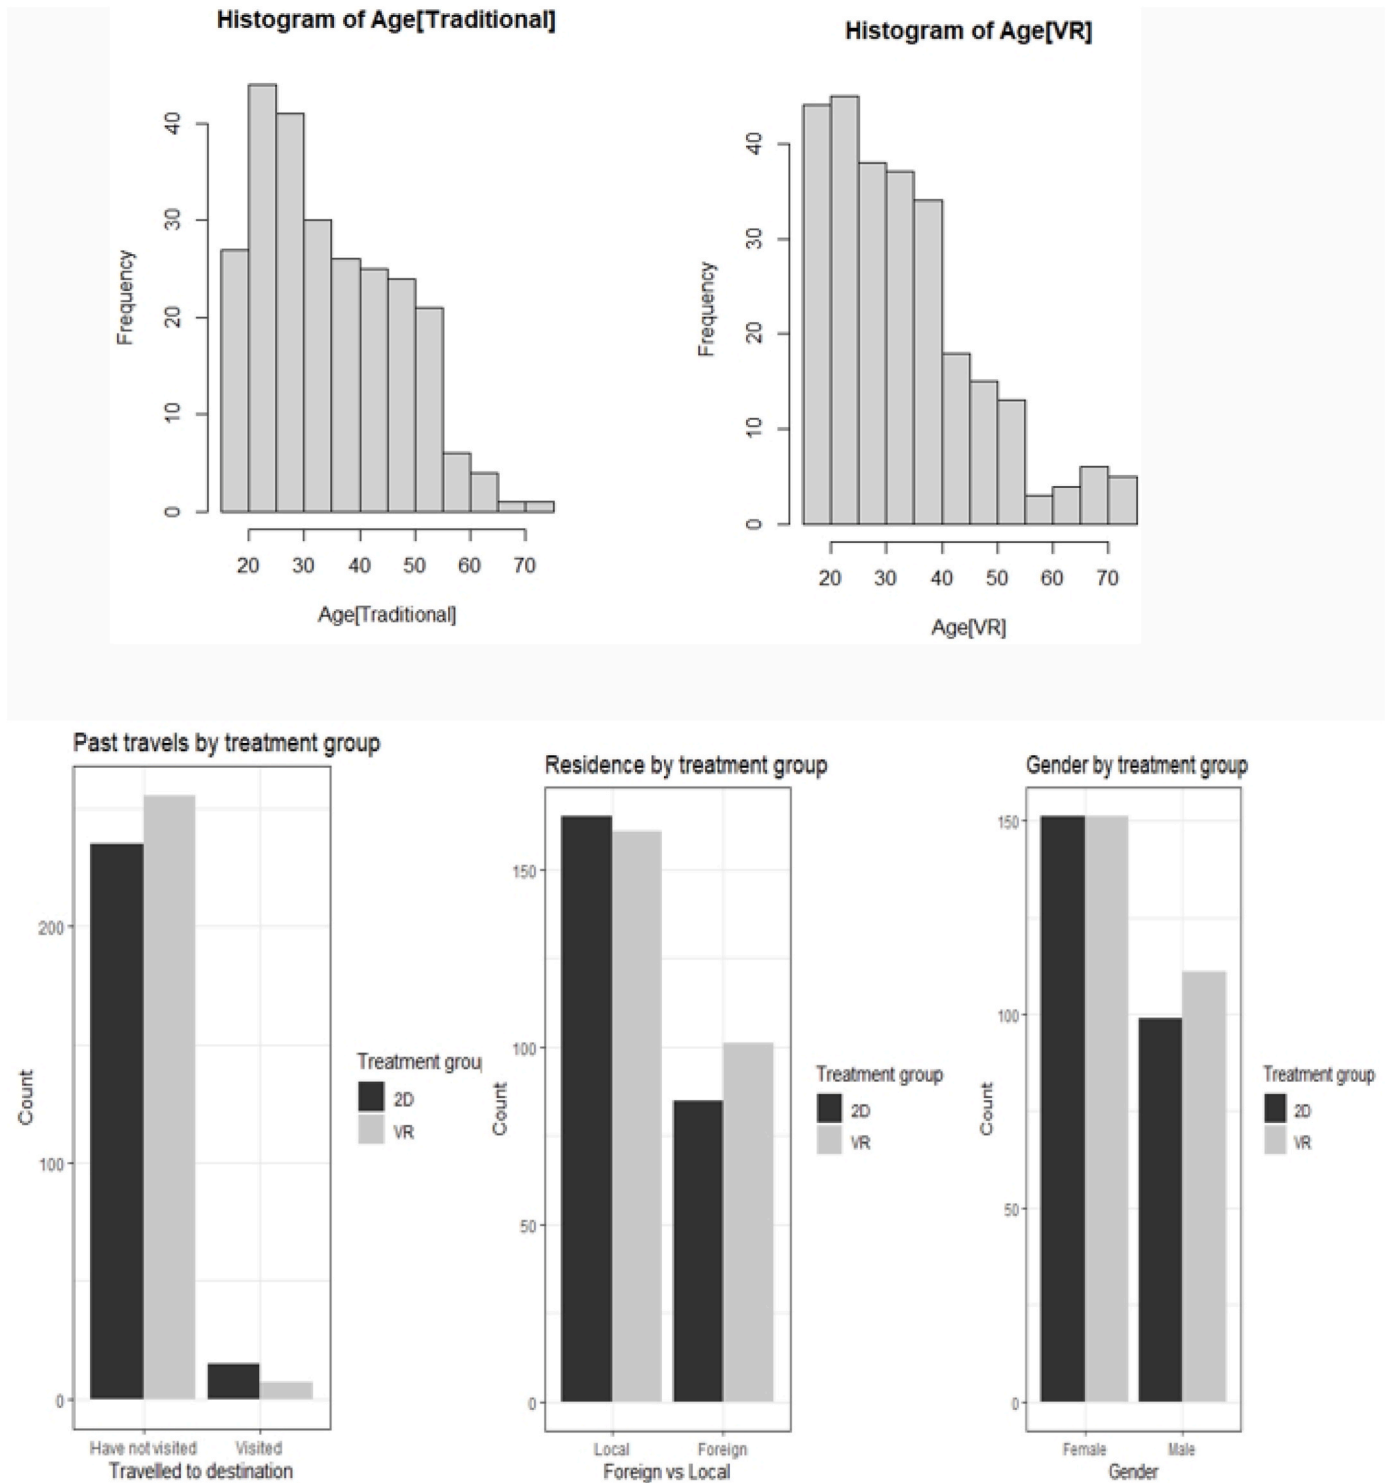 Histogram of Age[Traditional]
Frequency
0
10
20
30
40
20 30 40 50 60 70
Age[Traditional]
Histogram of Age[VR]
Frequency
0
10
20
30
40
20 30 40 50 60 70
Age[VR]
Past travels by treatment group
Count
200
100
0
Have not visited Visited
Travelled to destination
Treatment grou
2D
VR
Residence by treatment group
Count
150
100
50
0
Local Foreign
Foreign vs Local
Treatment group
2D
VR
Gender by treatment group
Count
150
100
50
0
Female Male
Gender
Treatment group
2D
VR